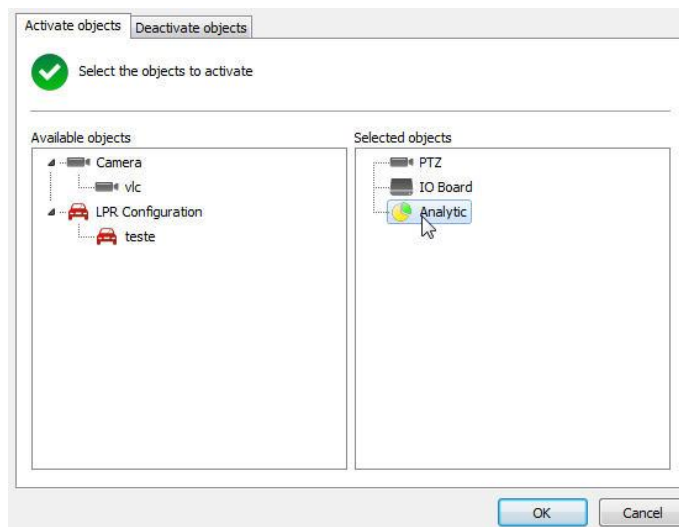 Activate objects Deactivate objects
Select the objects to activate
Available objects
Camera
vlc
LPR Configuration
teste
Selected objects
PTZ
IO Board
Analytic
OK Cancel